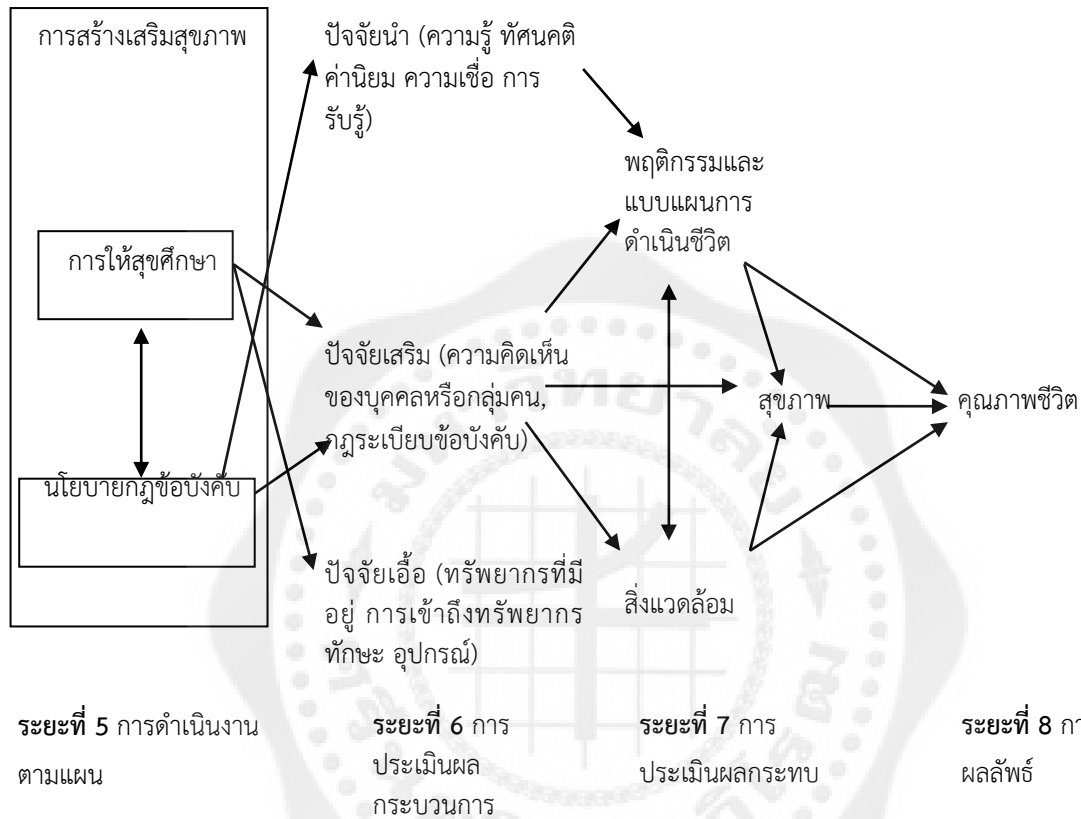 การสร้างเสริมสุขภาพ
ปัจจัยนำ (ความรู้ ทัศนคติ
ค่านิยม ความเชื่อ การ
รับรู้)
พฤติกรรมและ
แบบแผนการ
ดำเนินชีวิต
การให้สุขศึกษา
ปัจจัยเสริม (ความคิดเห็น
ของบุคคลหรือกลุ่มคน,
กฎระเบียบข้อบังคับ)
สุขภาพ
คุณภาพชีวิต
นโยบายกฎข้อบังคับ
ปัจจัยเอื้อ (ทรัพยากรที่มี
อยู่ การเข้าถึงทรัพยากร
ทักษะ อุปกรณ์)
สิ่งแวดล้อม
ระยะที่ 5 การดำเนินงาน
ตามแผน
ระยะที่ 6 การ
ประเมินผล
กระบวนการ
ระยะที่ 7 การ
ประเมินผลกระทบ
ระยะที่ 8
ผลลัพธ์